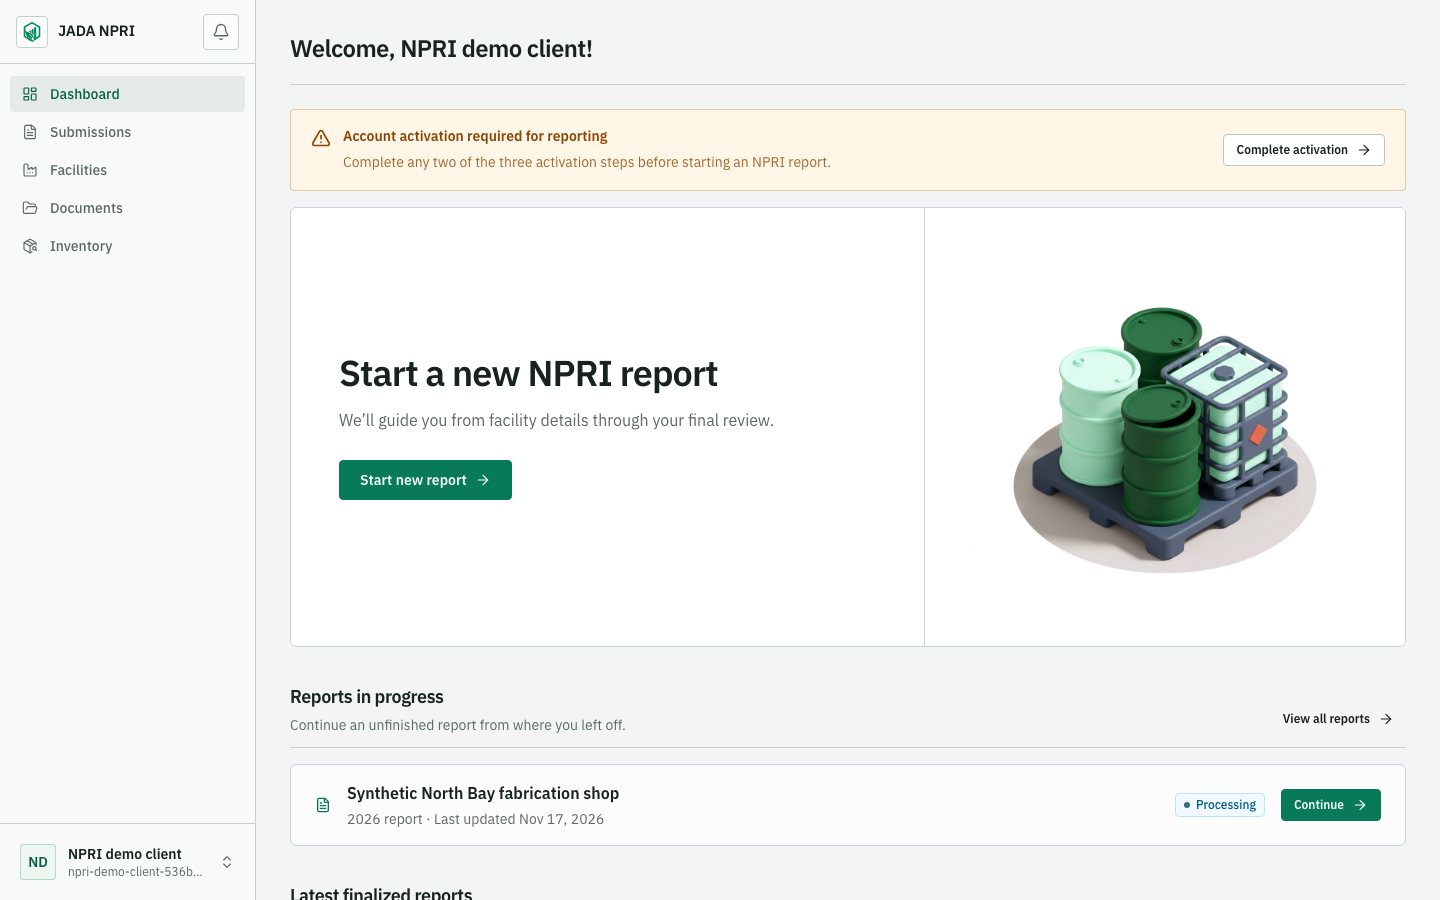 JADA NPRI
Dashboard
Submissions
Facilities
Documents
Inventory
ND
NPRI demo client
npri-demo-client-536b...
Welcome, NPRI demo client!
Account activation required for reporting
Complete any two of the three activation steps before starting an NPRI report.
Complete activation
Start a new NPRI report
We'll guide you from facility details through your final review.
Start new report
Reports in progress
Continue an unfinished report from where you left off.
View all reports
Synthetic North Bay fabrication shop
2026 report · Last updated Nov 17, 2026
Processing
Continue
Latest finalized reports